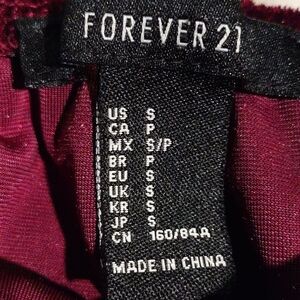 FOREVER 21
US S
CA P
MX S/P
BR P
EU S
UK S
KR S
JP S
CN 160/84A
MADE IN CHINA